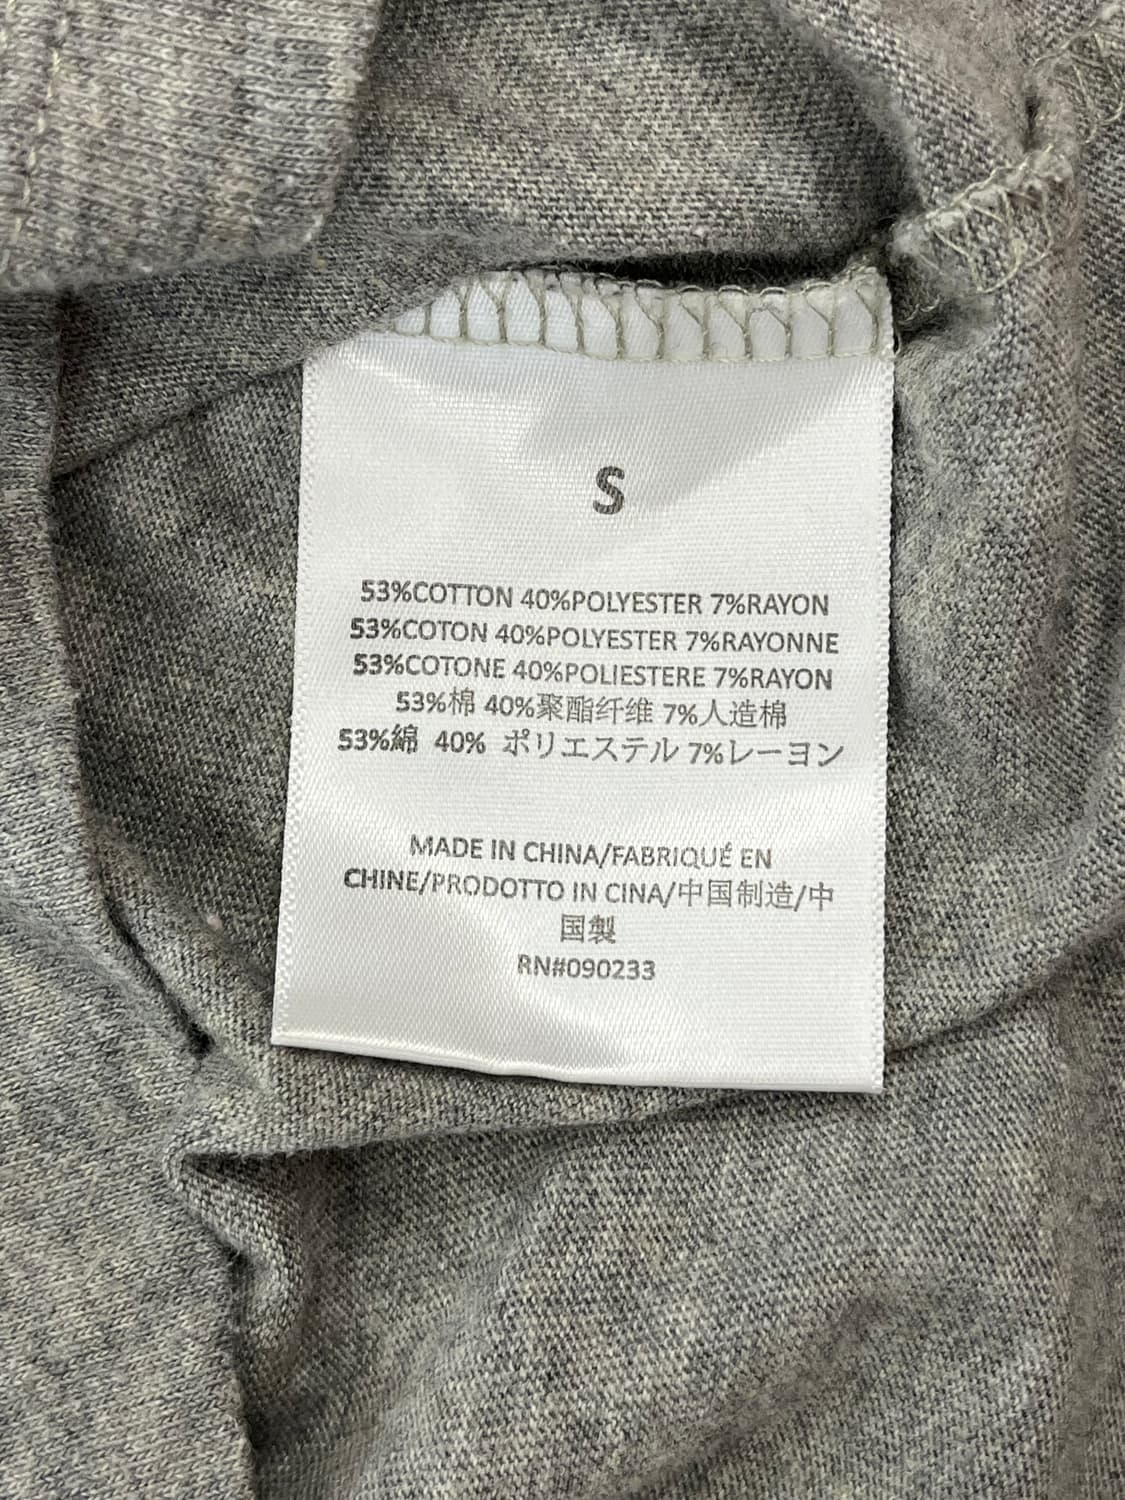 S
53%COTTON 40%POLYESTER 7%RAYON
53%COTON 40%POLYESTER 7%RAYONNE
53%COTONE 40%POLIESTERE 7%RAYON
53%棉 40%聚酯纤维 7%人造棉
53%綿 40% ポリエステル 7%レーヨン
MADE IN CHINA/FABRIQUÉ EN
CHINE/PRODOTTO IN CINA/中国制造/中
国製
RN#090233